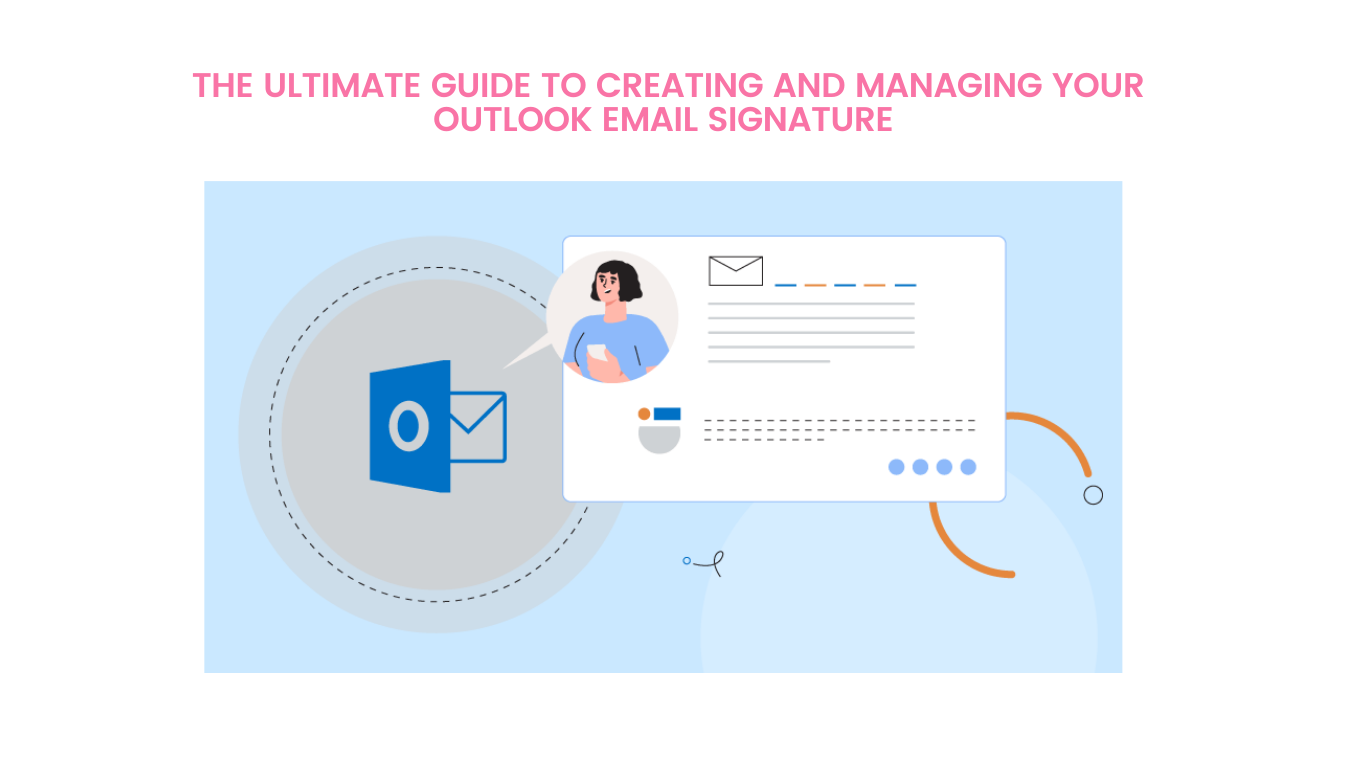 THE ULTIMATE GUIDE TO CREATING AND MANAGING YOUR
OUTLOOK EMAIL SIGNATURE
O